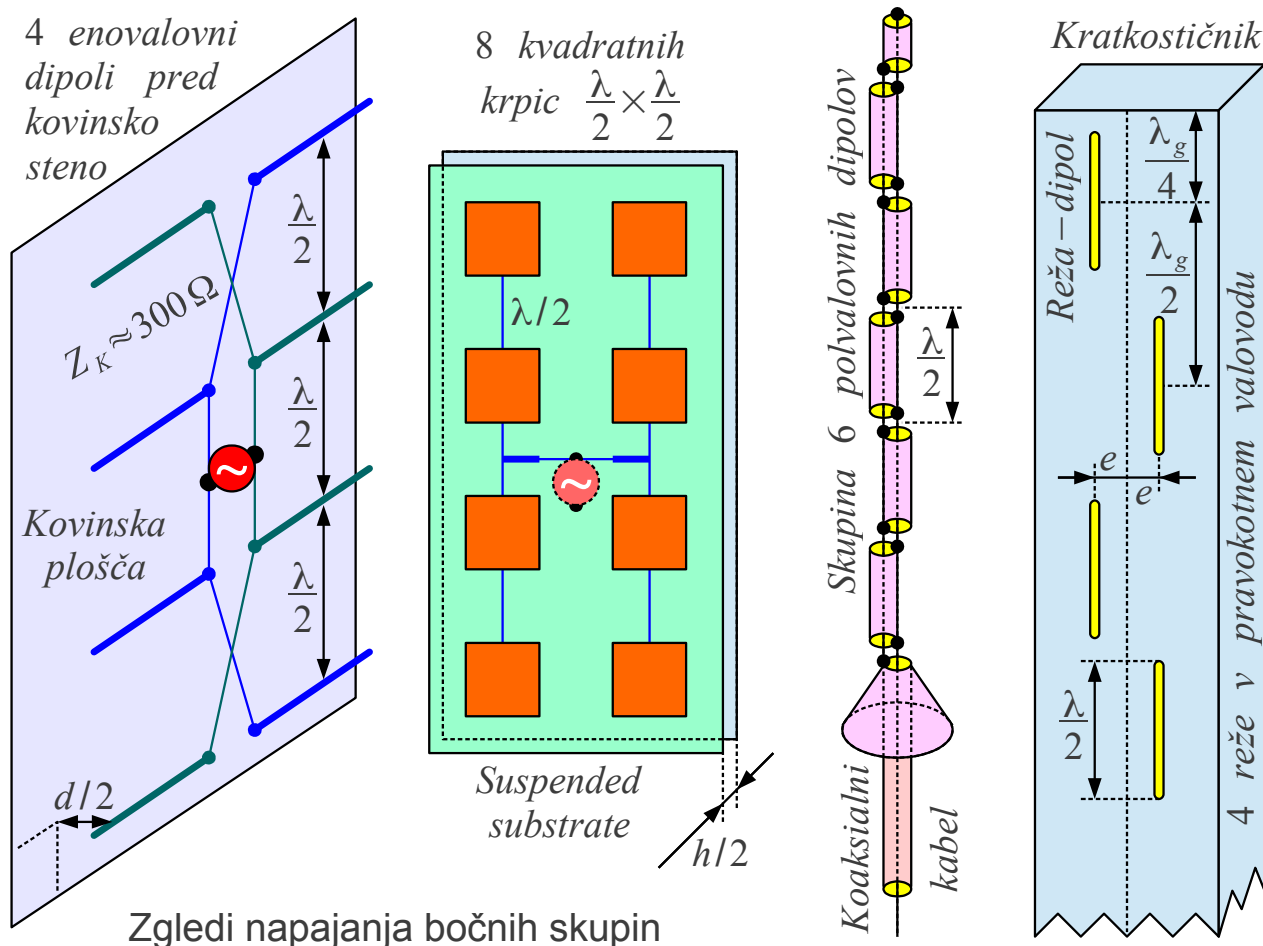 4 enovalovni
dipoli pred
kovinsko
steno
λ/2
Z_K≈300Ω
λ/2
~
Kovinska
plošča
λ/2
d/2
8 kvadratnih
krpic λ/2×λ/2
λ/2
~
Suspended
substrate
h/2
Skupina 6 polvalovnih dipolov
λ/2
Koaksialni
kabel
Kratkostičnik
Reža–dipol
λ_g/4
λ_g/2
e
e
λ/2
4 reže v pravokotnem valovodu
Zgledi napajanja bočnih skupin